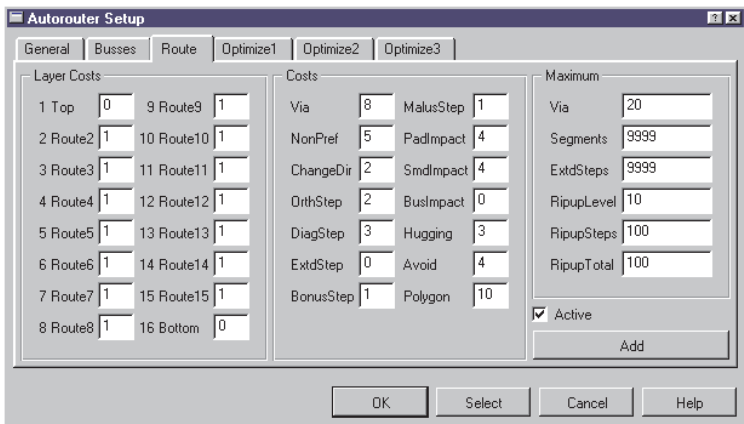 Autorouter Setup
General Busses Route Optimize1 Optimize2 Optimize3
Layer Costs
1 Top 0 9 Route9 1
2 Route2 1 10 Route10 1
3 Route3 1 11 Route11 1
4 Route4 1 12 Route12 1
5 Route5 1 13 Route13 1
6 Route6 1 14 Route14 1
7 Route7 1 15 Route15 1
8 Route8 1 16 Bottom 0
Costs
Via 8 MalusStep 1
NonPref 5 PadImpact 4
ChangeDir 2 SmdImpact 4
OrthStep 2 BusImpact 0
DiagStep 3 Hugging 3
ExtdStep 0 Avoid 4
BonusStep 1 Polygon 10
Maximum
Via 20
Segments 9999
ExtdSteps 9999
RipupLevel 10
RipupSteps 100
RipupTotal 100
Active
Add
OK Select Cancel Help